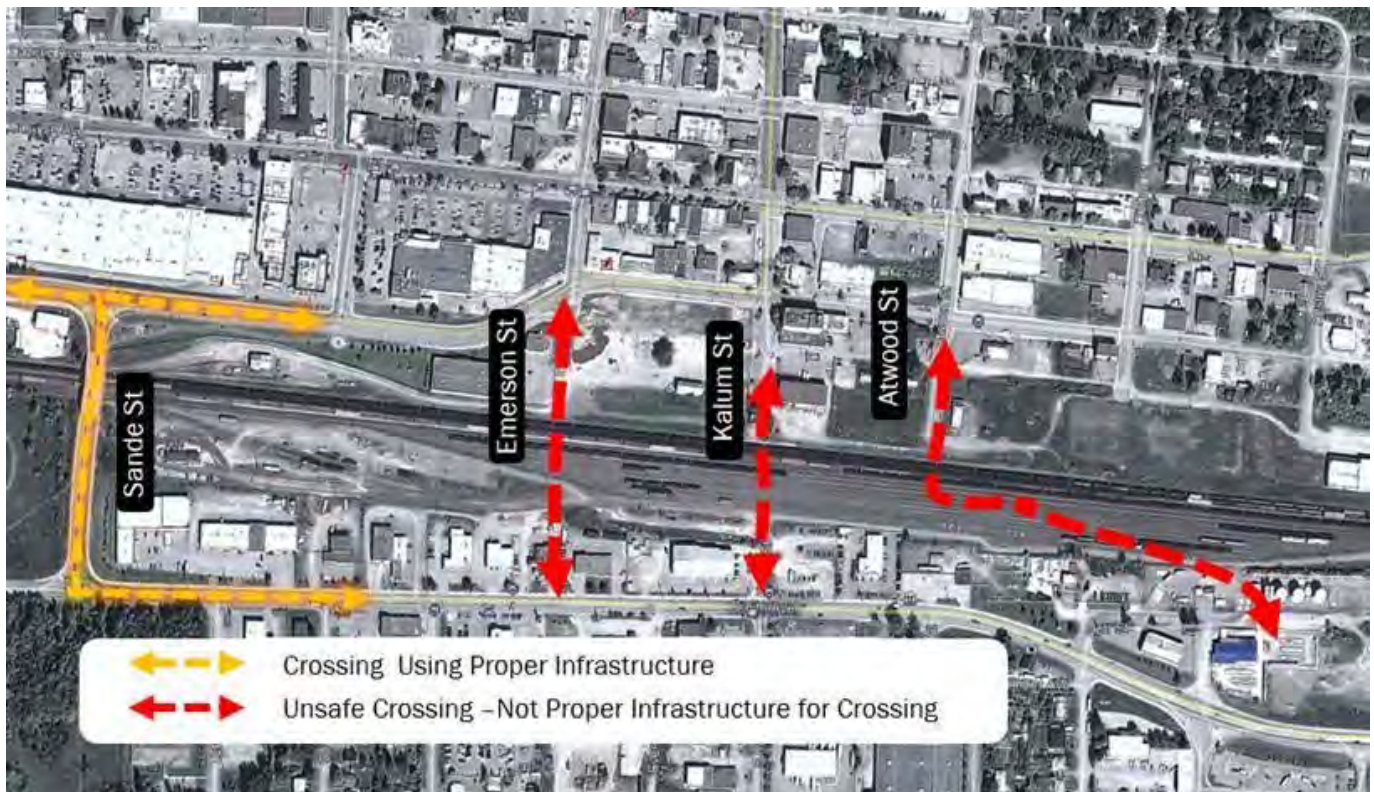 Sande St
Emerson St
Kalum St
Atwood St
Crossing  Using Proper Infrastructure
Unsafe Crossing –Not Proper Infrastructure for Crossing